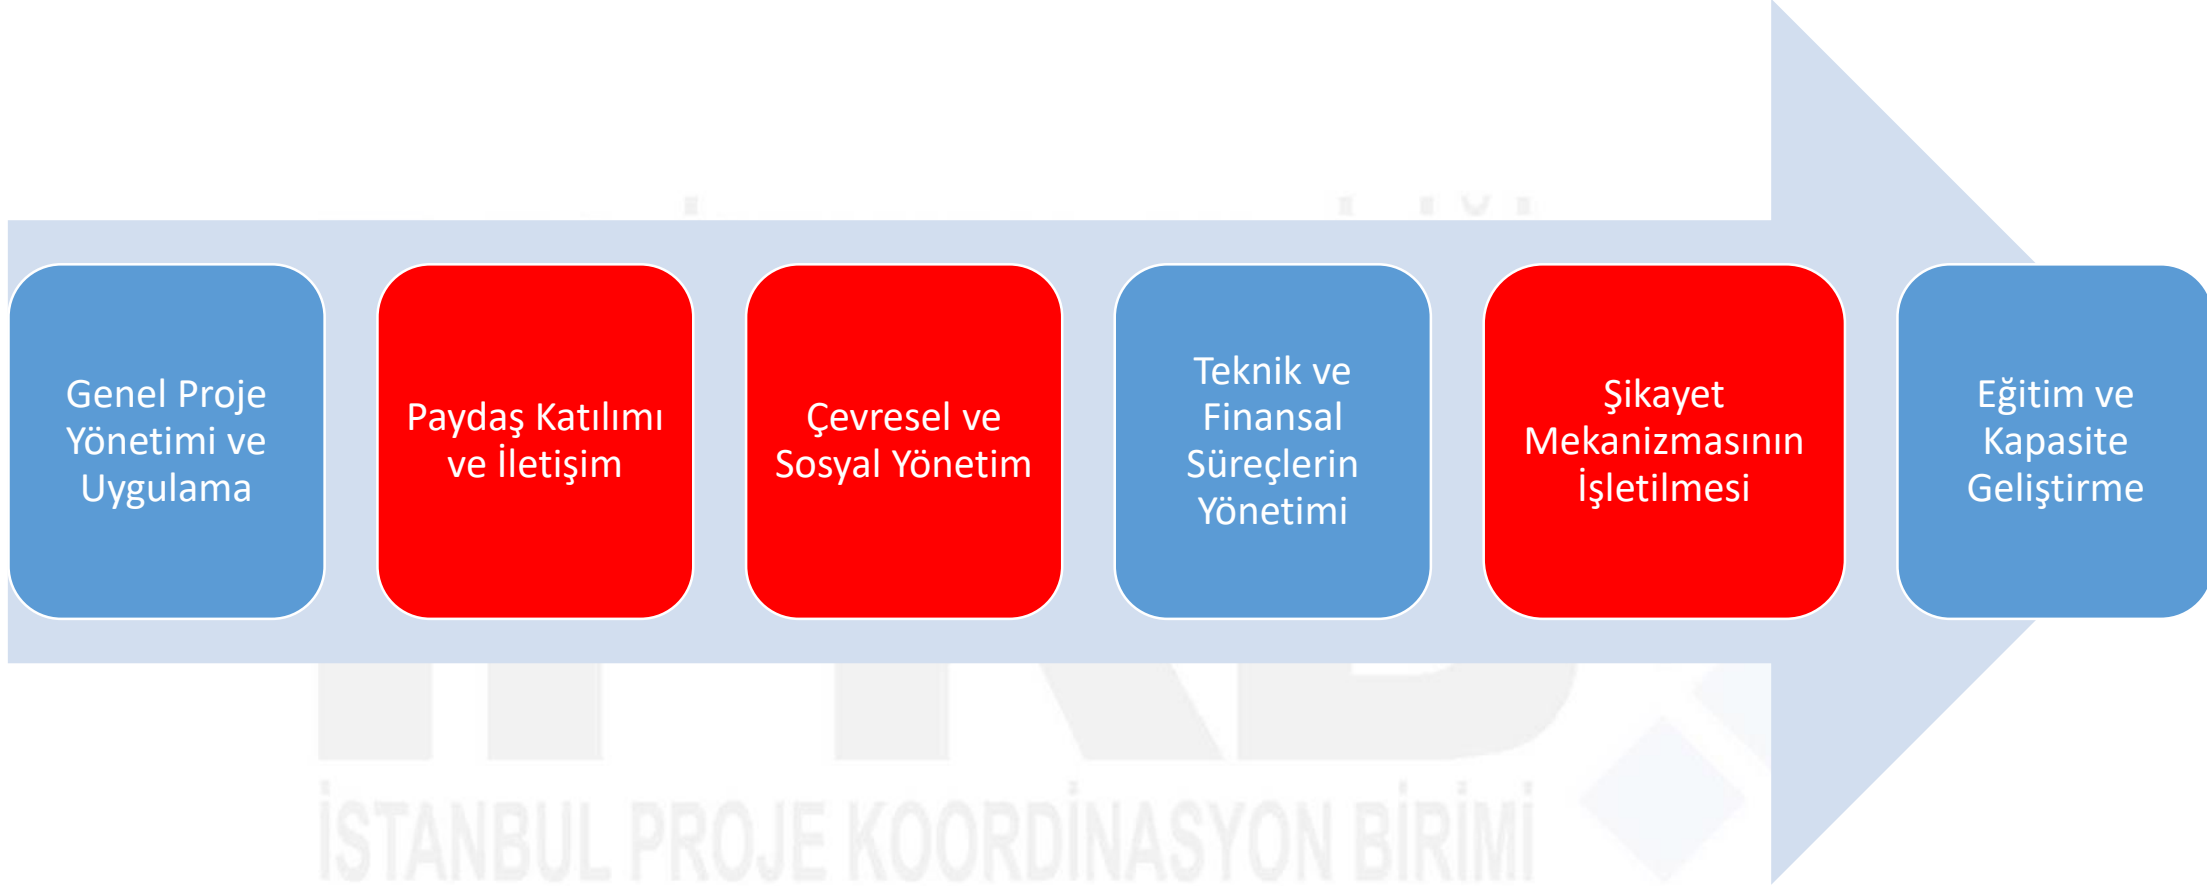 Genel Proje
Yönetimi ve
Uygulama
Paydaş Katılımı
ve İletişim
Çevresel ve
Sosyal Yönetim
Teknik ve
Finansal
Süreçlerin
Yönetimi
Şikayet
Mekanizmasının
İşletilmesi
Eğitim ve
Kapasite
Geliştirme
İSTANBUL PROJE KOORDİNASYON BİRİMİ